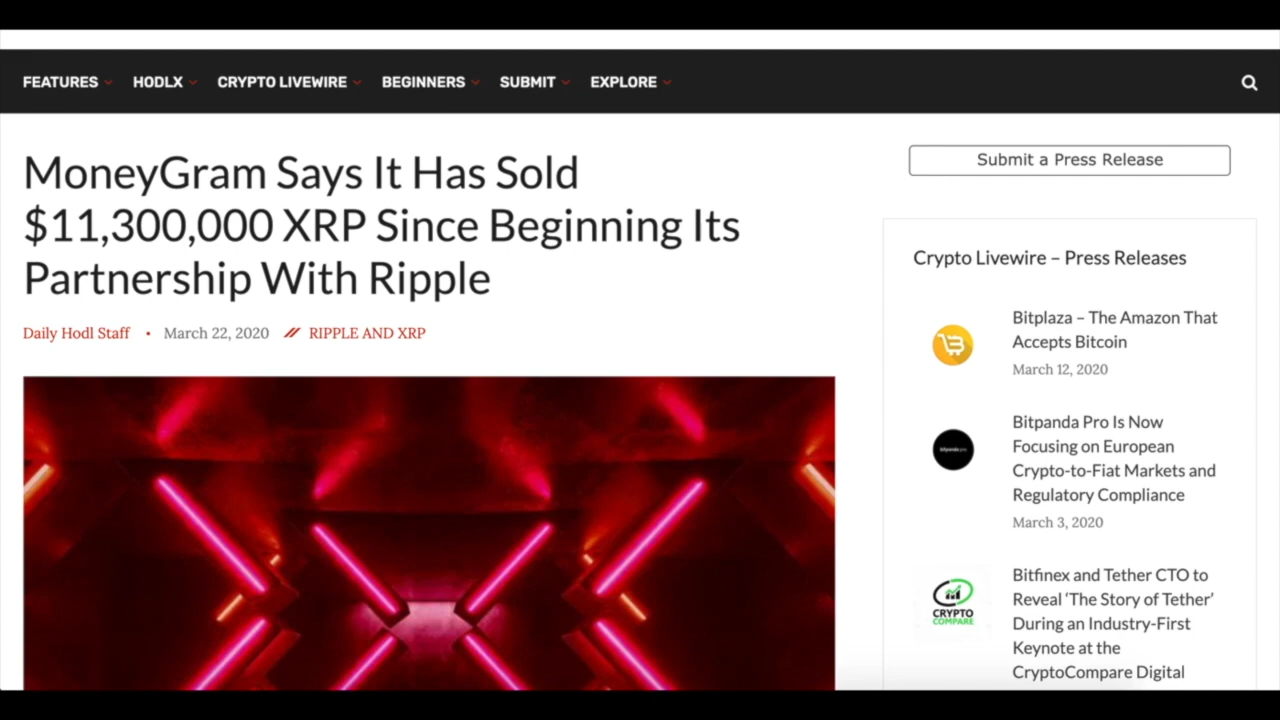 FEATURES HODLX CRYPTO LIVEWIRE BEGINNERS SUBMIT EXPLORE
MoneyGram Says It Has Sold
$11,300,000 XRP Since Beginning Its
Partnership With Ripple
Daily Hodl Staff • March 22, 2020 // RIPPLE AND XRP
Submit a Press Release
Crypto Livewire – Press Releases
Bitplaza – The Amazon That
Accepts Bitcoin
March 12, 2020
bitpanda pro
Bitpanda Pro Is Now
Focusing on European
Crypto-to-Fiat Markets and
Regulatory Compliance
March 3, 2020
CRYPTO
COMPARE
Bitfinex and Tether CTO to
Reveal ‘The Story of Tether’
During an Industry-First
Keynote at the
CryptoCompare Digital